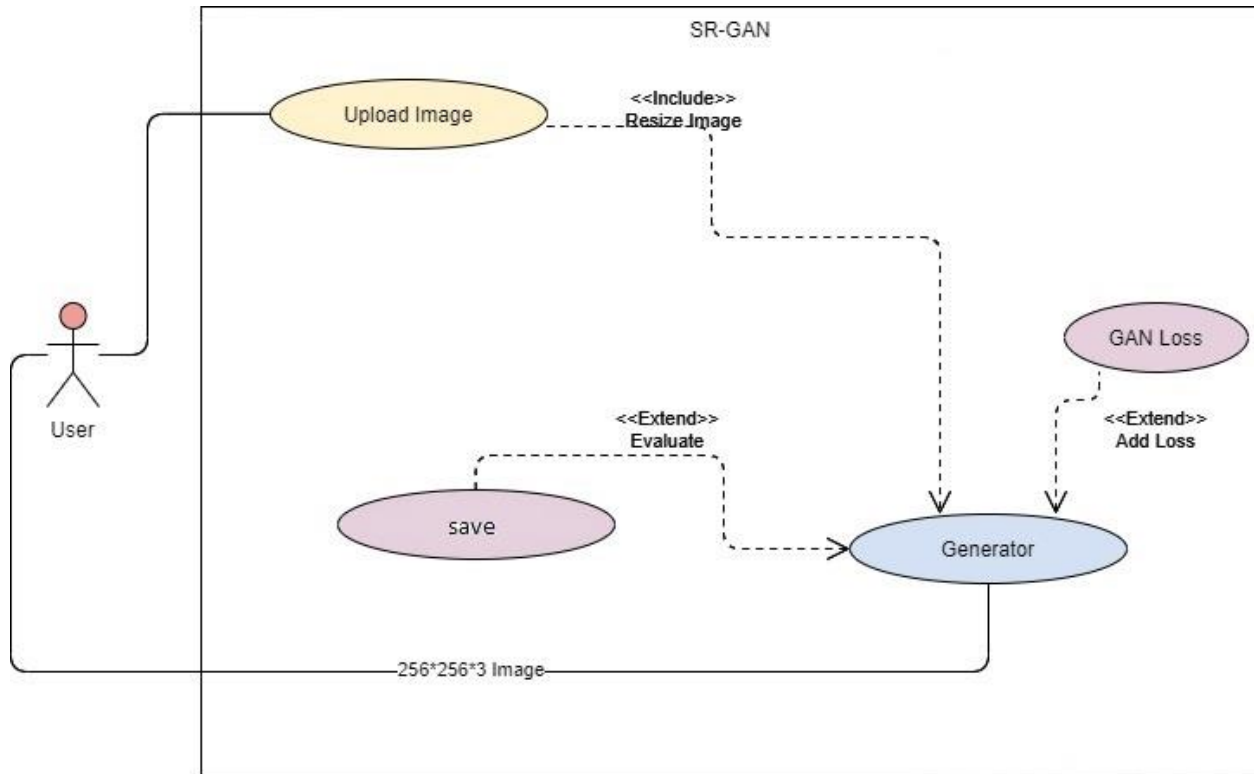 SR-GAN
Upload Image
<<Include>>
Resize Image
GAN Loss
User
<<Extend>>
Evaluate
<<Extend>>
Add Loss
save
Generator
256*256*3 Image